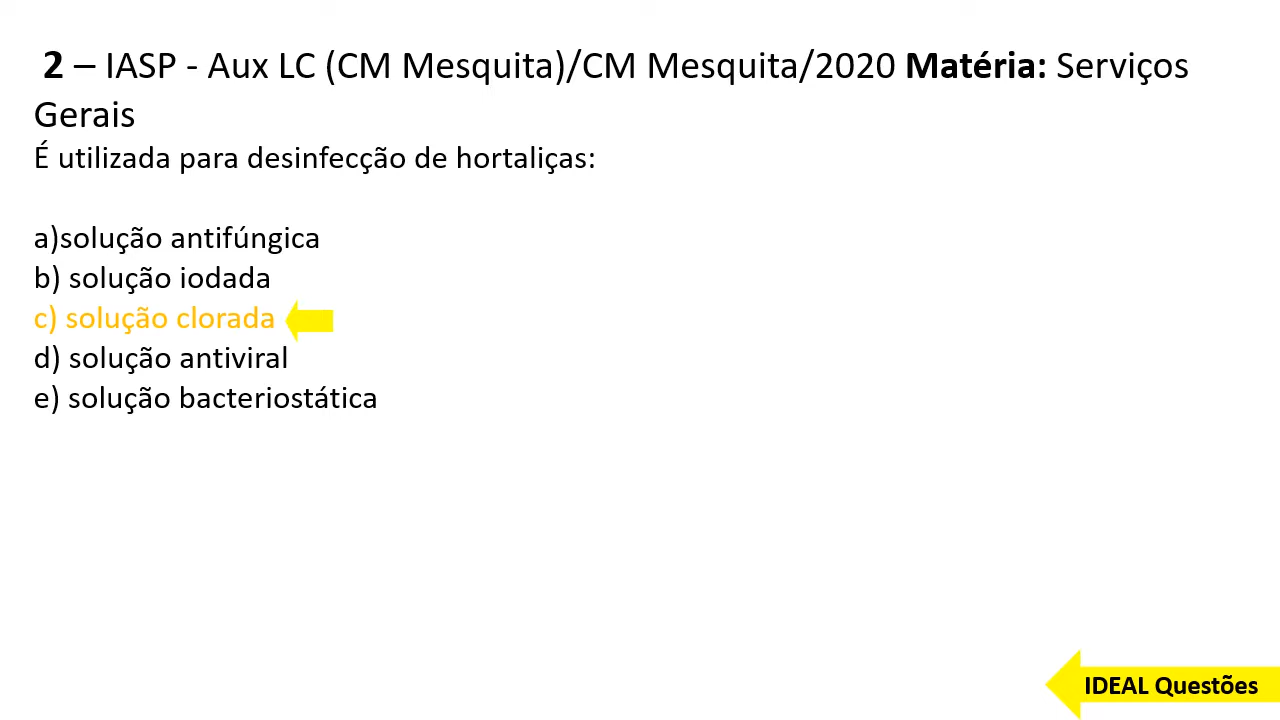 2 – IASP - Aux LC (CM Mesquita)/CM Mesquita/2020 Matéria: Serviços
Gerais
É utilizada para desinfecção de hortaliças:
a)solução antifúngica
b) solução iodada
c) solução clorada
d) solução antiviral
e) solução bacteriostática
IDEAL Questões